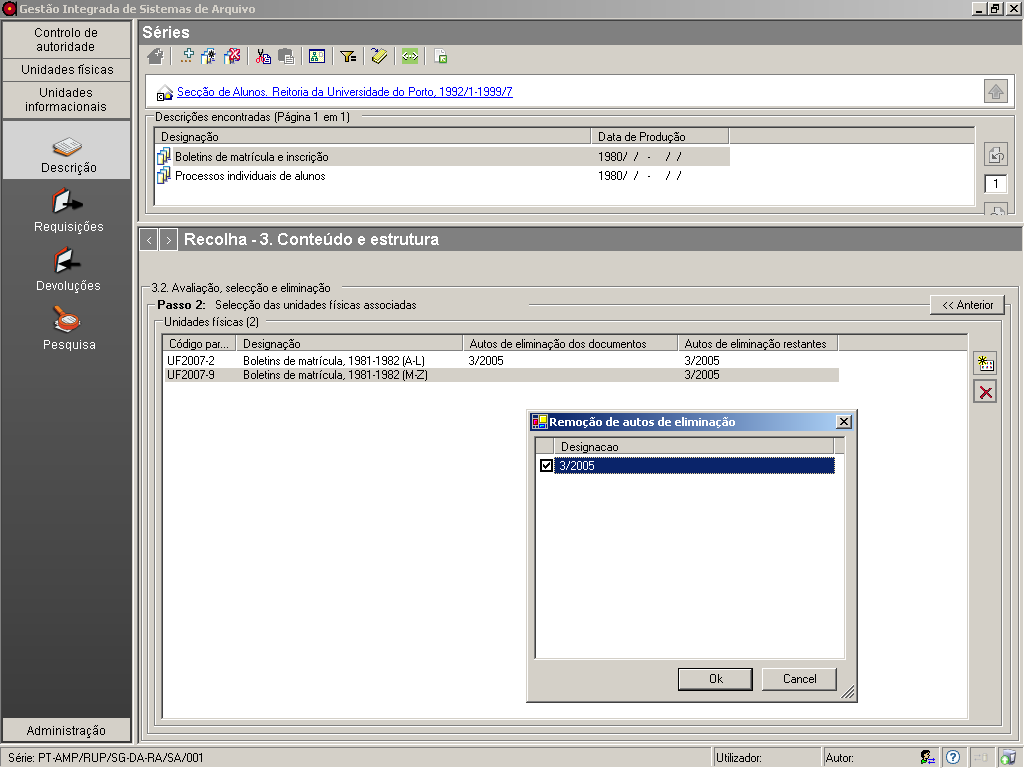 Gestão Integrada de Sistemas de Arquivo
Controlo de
autoridade
Unidades físicas
Unidades
informacionais
Descrição
Requisições
Devoluções
Pesquisa
Administração
Séries
Secção de Alunos. Reitoria da Universidade do Porto, 1992/1-1999/7
Descrições encontradas (Página 1 em 1)
Designação Data de Produção
Boletins de matrícula e inscrição 1980/ / - / /
Processos individuais de alunos 1980/ / - / /
1
< > Recolha - 3. Conteúdo e estrutura
3.2. Avaliação, selecção e eliminação
Passo 2: Selecção das unidades físicas associadas << Anterior
Unidades físicas (2)
Código par... Designação Autos de eliminação dos documentos Autos de eliminação restantes
UF2007-2 Boletins de matrícula, 1981-1982 (A-L) 3/2005 3/2005
UF2007-9 Boletins de matrícula, 1981-1982 (M-Z) 3/2005
Remoção de autos de eliminação
Designacao
3/2005
Ok Cancel
Série: PT-AMP/RUP/SG-DA-RA/SA/001 Utilizador: Autor: